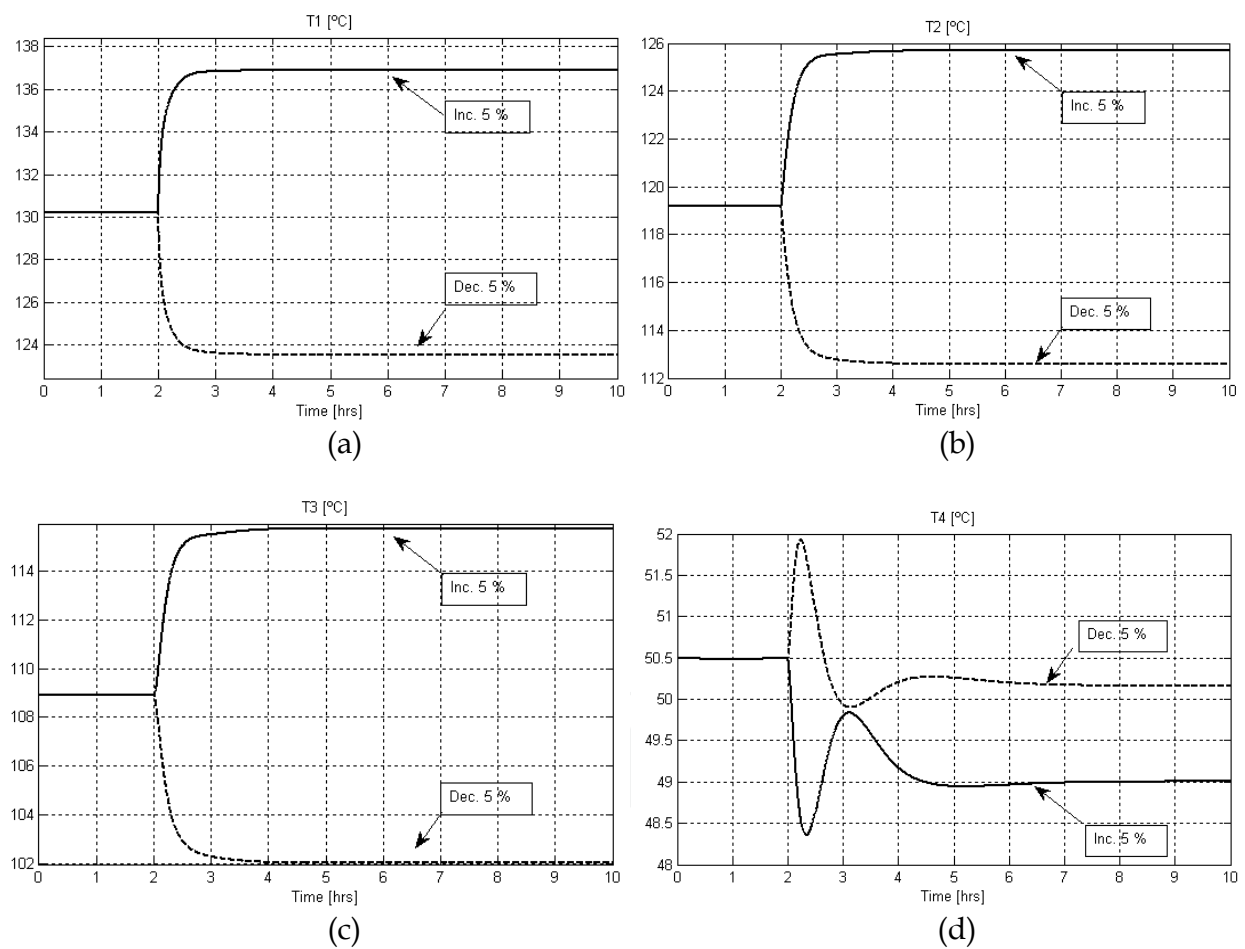 T1 [ºC]
138
136
134
132
130
128
126
124
Inc. 5 %
Dec. 5 %
0 1 2 3 4 5 6 7 8 9 10
Time [hrs]
(a)
T2 [ºC]
126
124
122
120
118
116
114
112
Inc. 5 %
Dec. 5 %
0 1 2 3 4 5 6 7 8 9 10
Time [hrs]
(b)
T3 [ºC]
114
112
110
108
106
104
102
Inc. 5 %
Dec. 5 %
0 1 2 3 4 5 6 7 8 9 10
Time [hrs]
(c)
T4 [ºC]
52
51.5
51
50.5
50
49.5
49
48.5
48
Dec. 5 %
Inc. 5 %
0 1 2 3 4 5 6 7 8 9 10
Time [hrs]
(d)